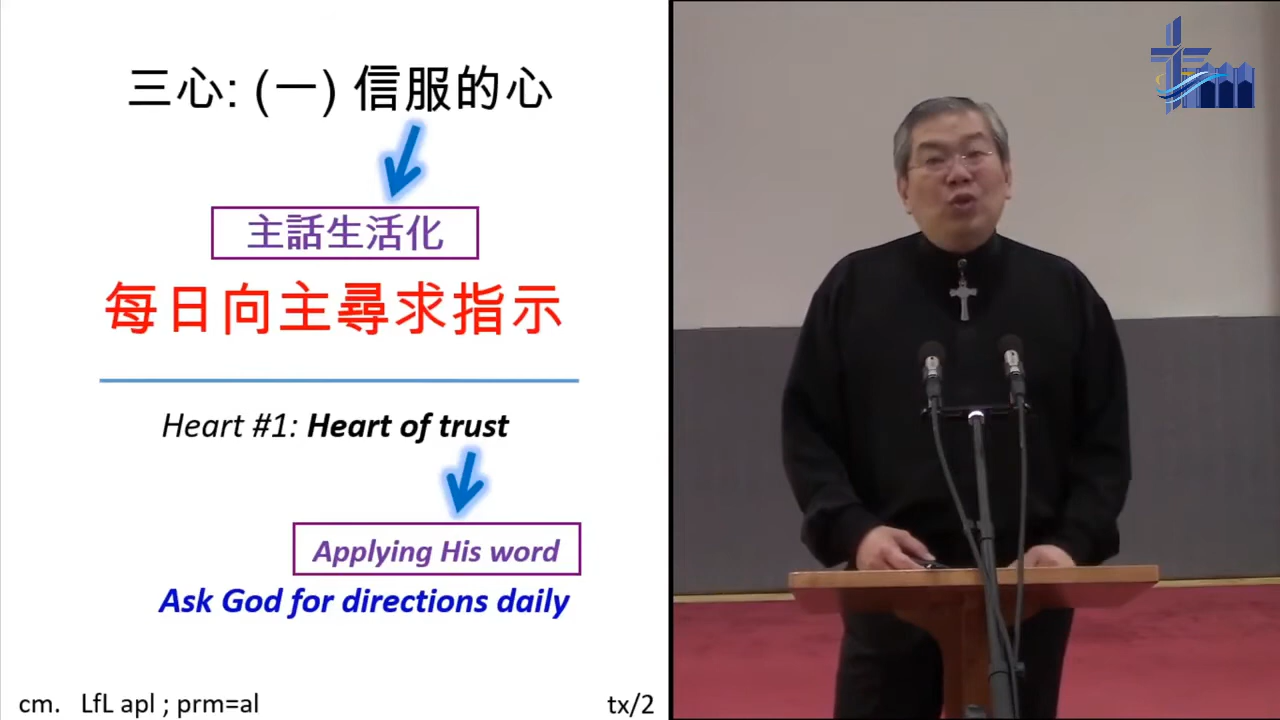 三心: (一) 信服的心
主話生活化
每日向主尋求指示
Heart #1: Heart of trust
Applying His word
Ask God for directions daily
cm. LfL apl ; prm=al
tx/2